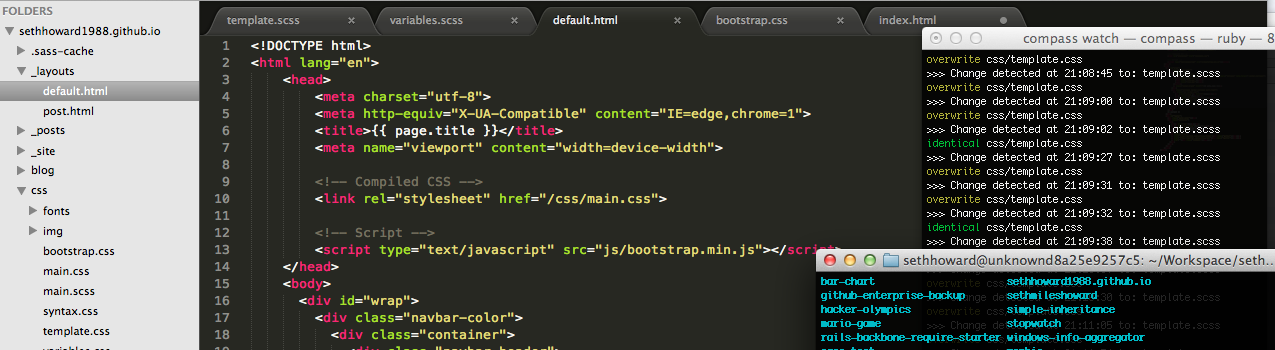 FOLDERS
sethhoward1988.github.io
.sass-cache
_layouts
default.html
post.html
_posts
_site
blog
css
fonts
img
bootstrap.css
main.css
main.scss
syntax.css
template.css
template.scss
variables.scss
default.html
bootstrap.css
index.html
1 <!DOCTYPE html>
2 <html lang="en">
3 <head>
4 <meta charset="utf-8">
5 <meta http-equiv="X-UA-Compatible" content="IE=edge,chrome=1">
6 <title>{{ page.title }}</title>
7 <meta name="viewport" content="width=device-width">
8
9 <!-- Compiled CSS -->
10 <link rel="stylesheet" href="/css/main.css">
11
12 <!-- Script -->
13 <script type="text/javascript" src="js/bootstrap.min.js"></script>
14 </head>
15 <body>
16 <div id="wrap">
17 <div class="navbar-color">
18 <div class="container">
compass watch — compass — ruby — 8
overwrite css/template.css
>>> Change detected at 21:08:45 to: template.scss
overwrite css/template.css
>>> Change detected at 21:09:00 to: template.scss
overwrite css/template.css
>>> Change detected at 21:09:02 to: template.scss
identical css/template.css
>>> Change detected at 21:09:27 to: template.scss
overwrite css/template.css
>>> Change detected at 21:09:31 to: template.scss
overwrite css/template.css
>>> Change detected at 21:09:32 to: template.scss
identical css/template.css
>>> Change detected at 21:09:38 to: template.scss
sethhoward@unknownd8a25e9257c5: ~/Workspace/seth...
bar-chart sethhoward1988.github.io
github-enterprise-backup sethmileshoward
hacker-olympics simple-inheritance
mario-game stopwatch
rails-backbone-require-starter windows-info-aggregator